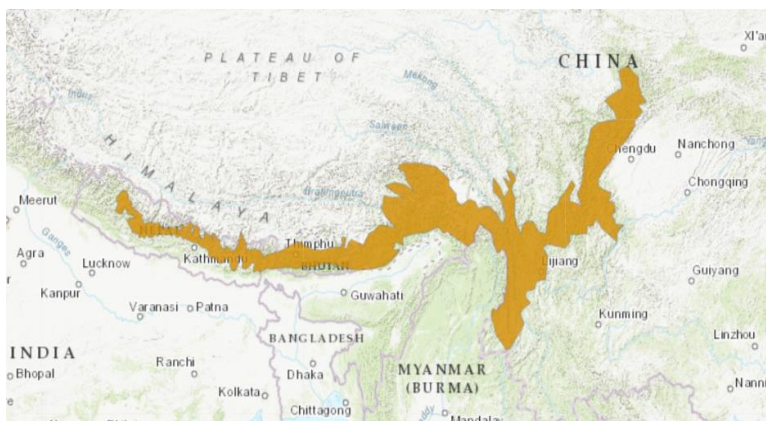 Xi'a
PLATEAU OF
TIBET
CHINA
Mekong
Indus
Salween
HIMALAYA
Chengdu
Nanchong
Yang
Brahmaputra
Chongqing
Meerut
NEPAL
Kathmandu
Thimphu
BHUTAN
Agra
Ganges
Lucknow
Lijiang
Guiyang
Kanpur
Guwahati
Varanasi
Patna
Kunming
BANGLADESH
Linzhou
INDIA
Ranchi
Dhaka
MYANMAR
(BURMA)
Bhopal
Nanni
Kolkata
Chittagong
Mandalay